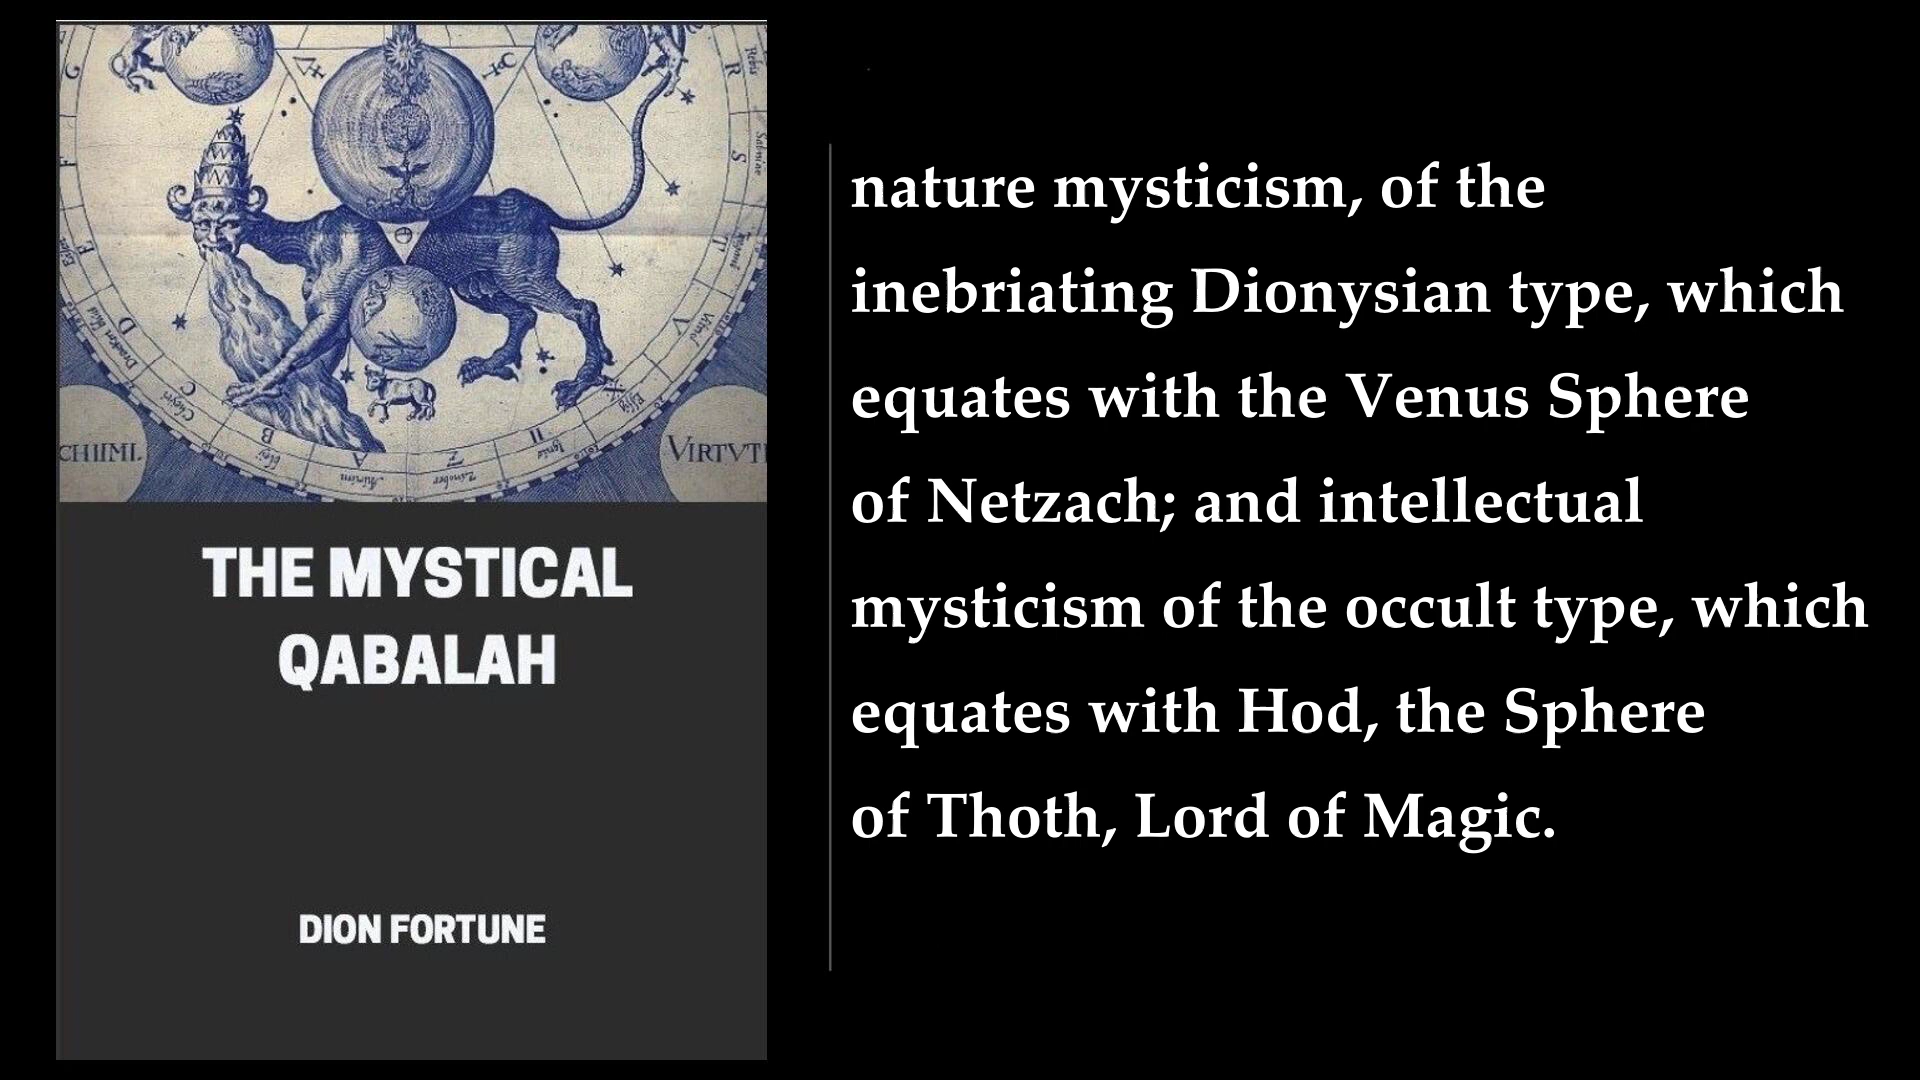 THE MYSTICAL
QABALAH
DION FORTUNE
CHIIMI.
VIRTVTI
nature mysticism, of the
inebriating Dionysian type, which
equates with the Venus Sphere
of Netzach; and intellectual
mysticism of the occult type, which
equates with Hod, the Sphere
of Thoth, Lord of Magic.